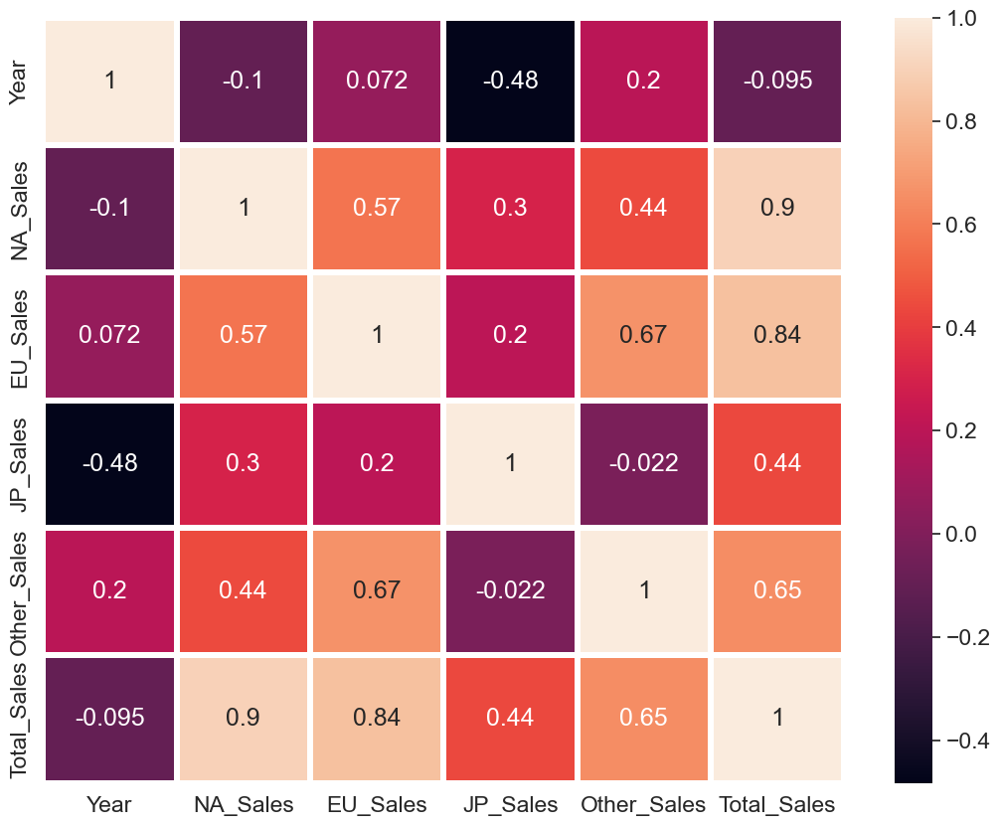 Year 1 -0.1 0.072 -0.48 0.2 -0.095
NA_Sales -0.1 1 0.57 0.3 0.44 0.9
EU_Sales 0.072 0.57 1 0.2 0.67 0.84
JP_Sales -0.48 0.3 0.2 1 -0.022 0.44
Other_Sales 0.2 0.44 0.67 -0.022 1 0.65
Total_Sales -0.095 0.9 0.84 0.44 0.65 1
Year NA_Sales EU_Sales JP_Sales Other_Sales Total_Sales
1.0
0.8
0.6
0.4
0.2
0.0
−0.2
−0.4